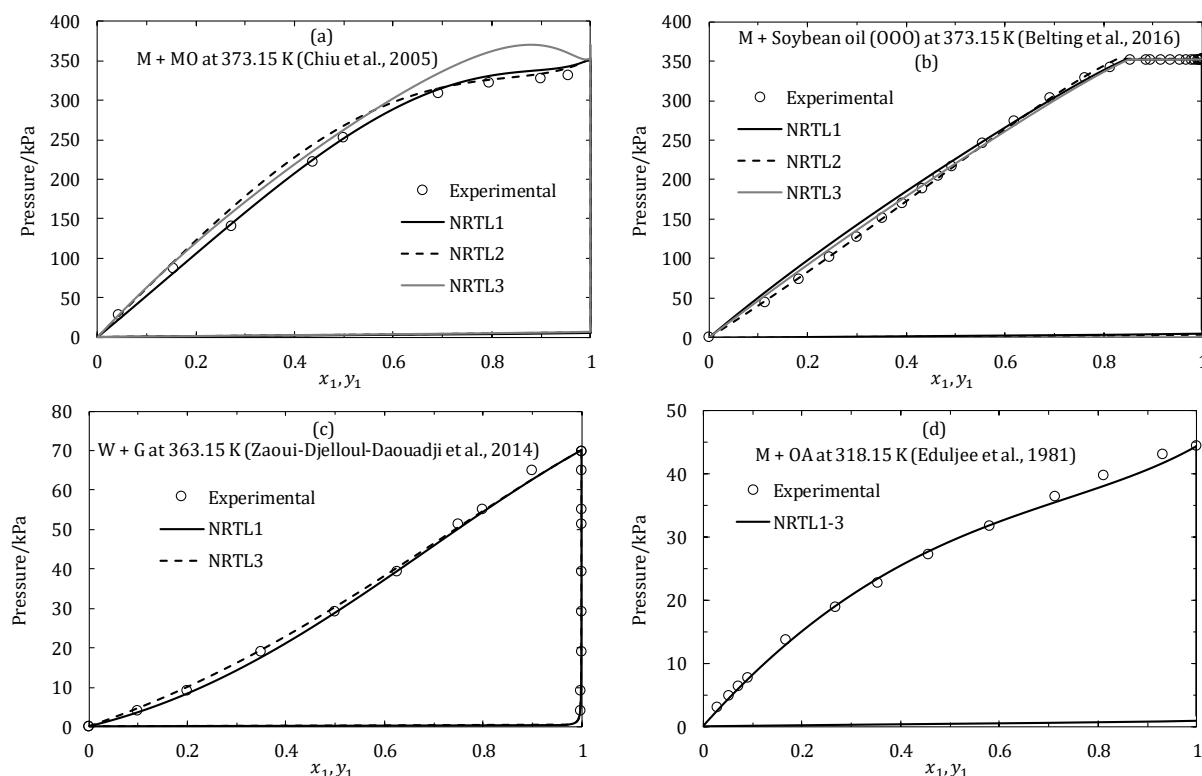 (a)
M + MO at 373.15 K (Chiu et al., 2005)
Experimental
NRTL1
NRTL2
NRTL3
Pressure/kPa
400
350
300
250
200
150
100
50
0
0
0.2
0.4
0.6
0.8
1
x₁, y₁
M + Soybean oil (OOO) at 373.15 K (Belting et al., 2016)
(b)
Experimental
NRTL1
NRTL2
NRTL3
Pressure/kPa
400
350
300
250
200
150
100
50
0
0
0.2
0.4
0.6
0.8
1
x₁, y₁
(c)
W + G at 363.15 K (Zaoui-Djelloul-Daouadji et al., 2014)
Experimental
NRTL1
NRTL3
Pressure/kPa
80
70
60
50
40
30
20
10
0
0
0.2
0.4
0.6
0.8
1
x₁, y₁
(d)
M + OA at 318.15 K (Eduljee et al., 1981)
Experimental
NRTL1-3
Pressure/kPa
50
40
30
20
10
0
0
0.2
0.4
0.6
0.8
1
x₁, y₁